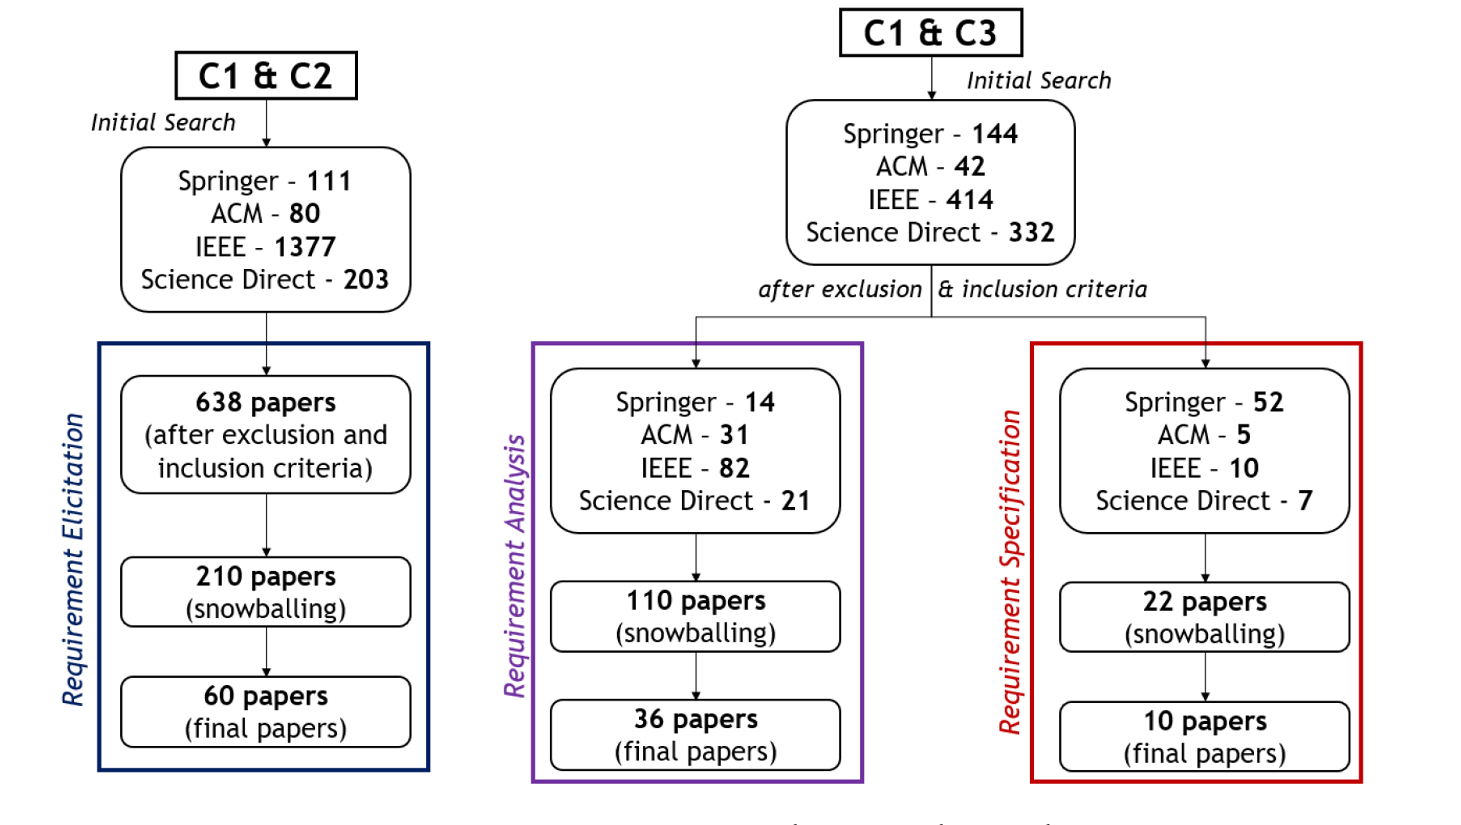 C1 & C2
Initial Search
Springer - 111
ACM - 80
IEEE - 1377
Science Direct - 203
Requirement Elicitation
638 papers
(after exclusion and
inclusion criteria)
210 papers
(snowballing)
60 papers
(final papers)
C1 & C3
Initial Search
Springer - 144
ACM - 42
IEEE - 414
Science Direct - 332
after exclusion & inclusion criteria
Requirement Analysis
Springer - 14
ACM - 31
IEEE - 82
Science Direct - 21
110 papers
(snowballing)
36 papers
(final papers)
Requirement Specification
Springer - 52
ACM - 5
IEEE - 10
Science Direct - 7
22 papers
(snowballing)
10 papers
(final papers)